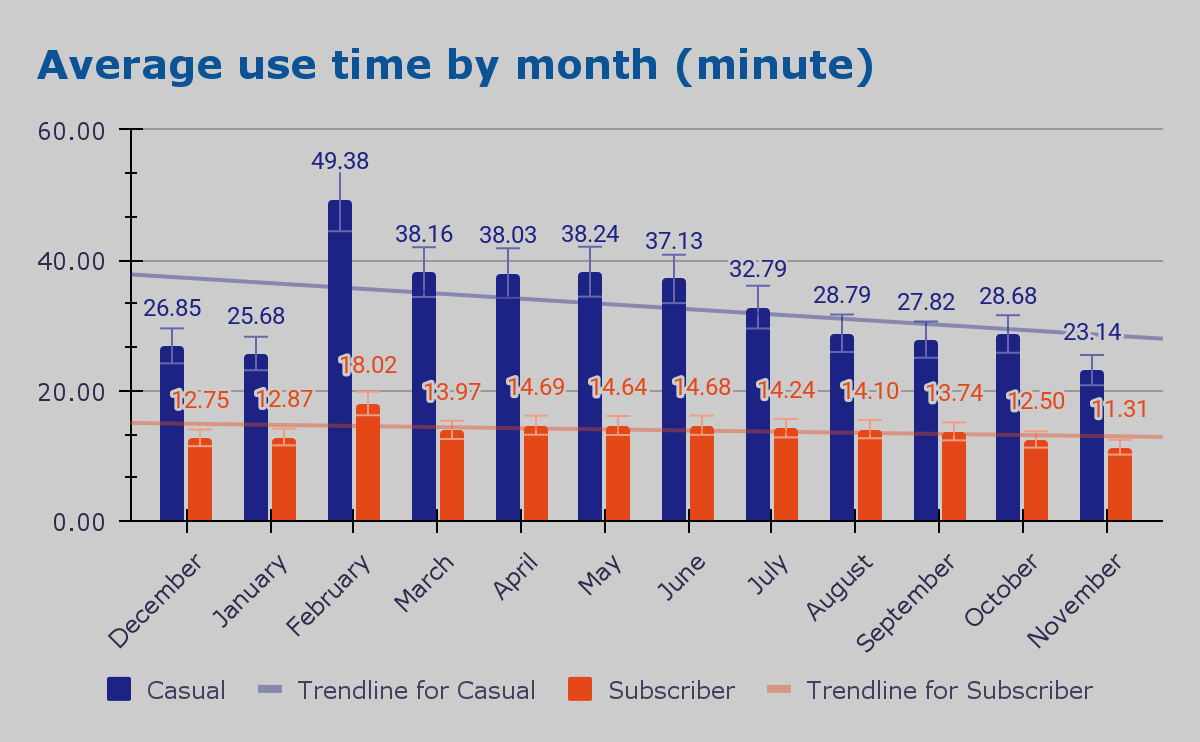 Average use time by month (minute)
60.00
40.00
20.00
0.00
26.85
25.68
49.38
38.16
38.03
38.24
37.13
32.79
28.79
27.82
28.68
23.14
12.75
12.87
18.02
13.97
14.69
14.64
14.68
14.24
14.10
13.74
12.50
11.31
December
January
February
March
April
May
June
July
August
September
October
November
Casual
Trendline for Casual
Subscriber
Trendline for Subscriber